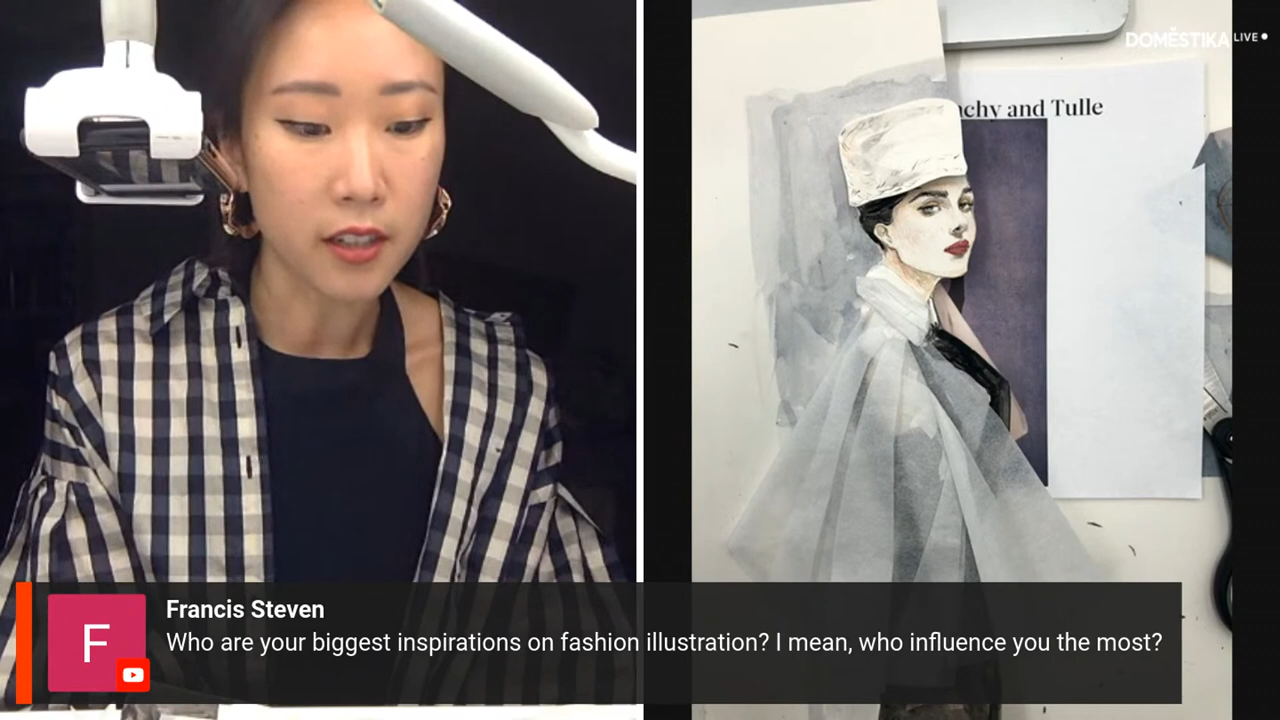 DOMESTIKA LIVE
nchy and Tulle
F
Francis Steven
Who are your biggest inspirations on fashion illustration? I mean, who influence you the most?